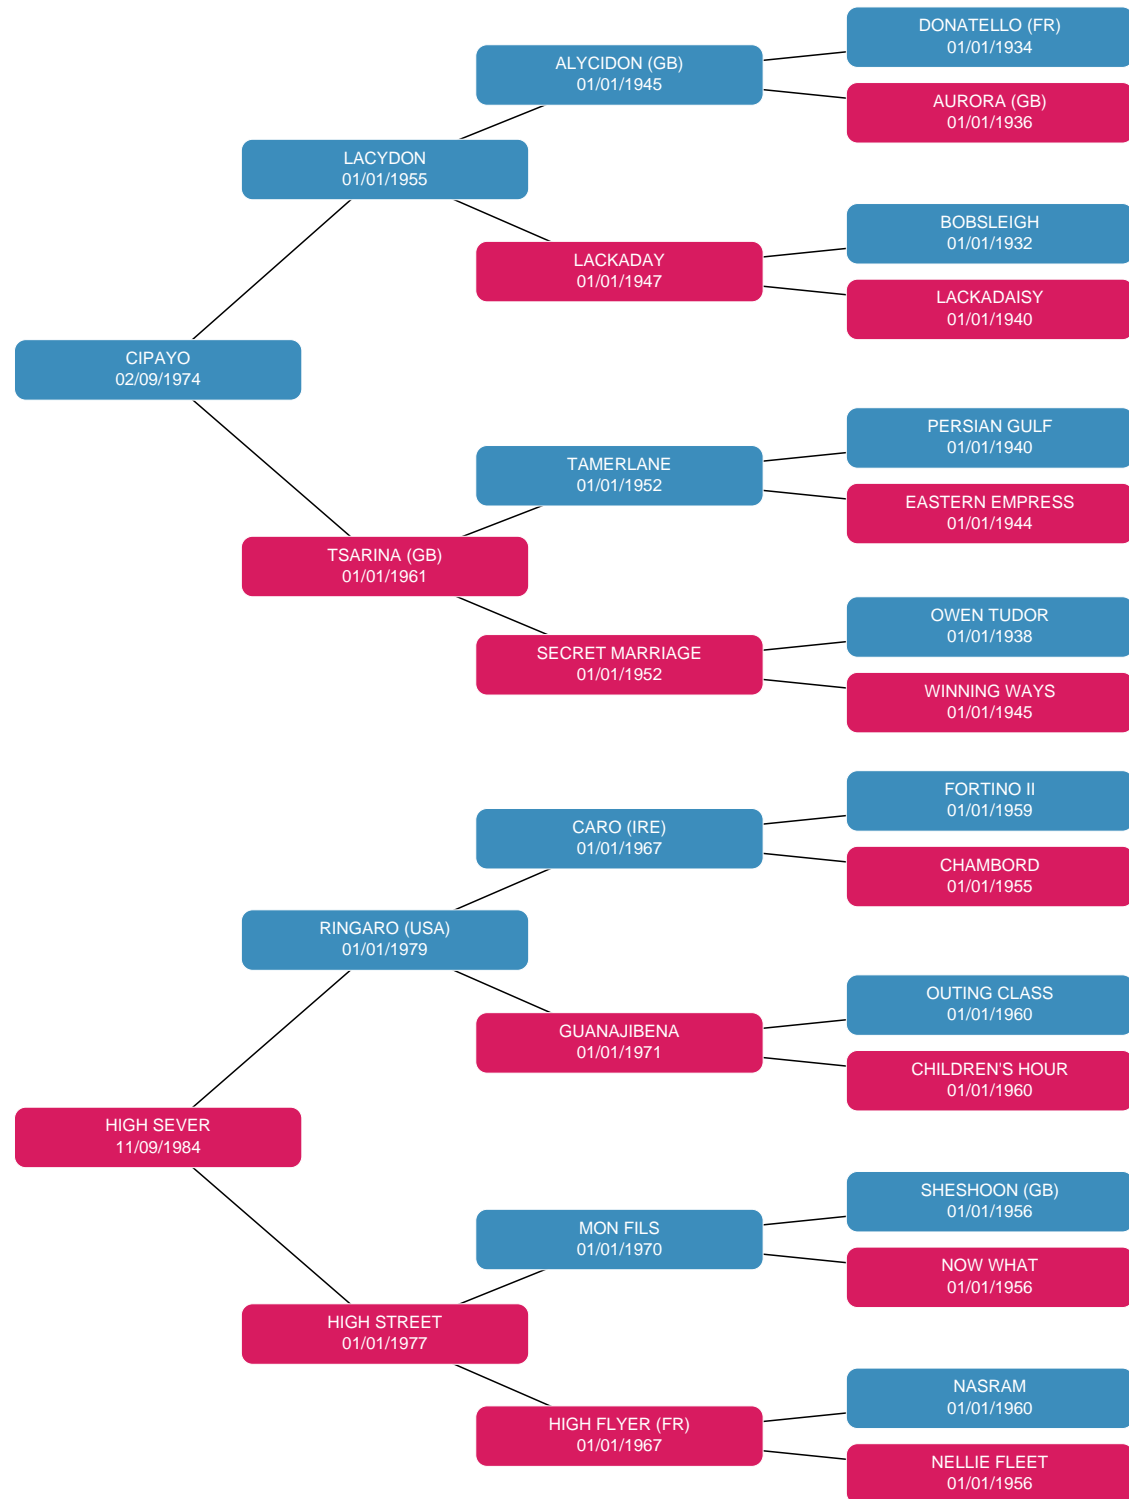 DONATELLO (FR)
01/01/1934
ALYCIDON (GB)
01/01/1945
AURORA (GB)
01/01/1936
LACYDON
01/01/1955
BOBSLEIGH
01/01/1932
LACKADAY
01/01/1947
LACKADAISY
01/01/1940
CIPAYO
02/09/1974
PERSIAN GULF
01/01/1940
TAMERLANE
01/01/1952
EASTERN EMPRESS
01/01/1944
TSARINA (GB)
01/01/1961
OWEN TUDOR
01/01/1938
SECRET MARRIAGE
01/01/1952
WINNING WAYS
01/01/1945
FORTINO II
01/01/1959
CARO (IRE)
01/01/1967
CHAMBORD
01/01/1955
RINGARO (USA)
01/01/1979
OUTING CLASS
01/01/1960
GUANAJIBENA
01/01/1971
CHILDREN'S HOUR
01/01/1960
HIGH SEVER
11/09/1984
SHESHOON (GB)
01/01/1956
MON FILS
01/01/1970
NOW WHAT
01/01/1956
HIGH STREET
01/01/1977
NASRAM
01/01/1960
HIGH FLYER (FR)
01/01/1967
NELLIE FLEET
01/01/1956